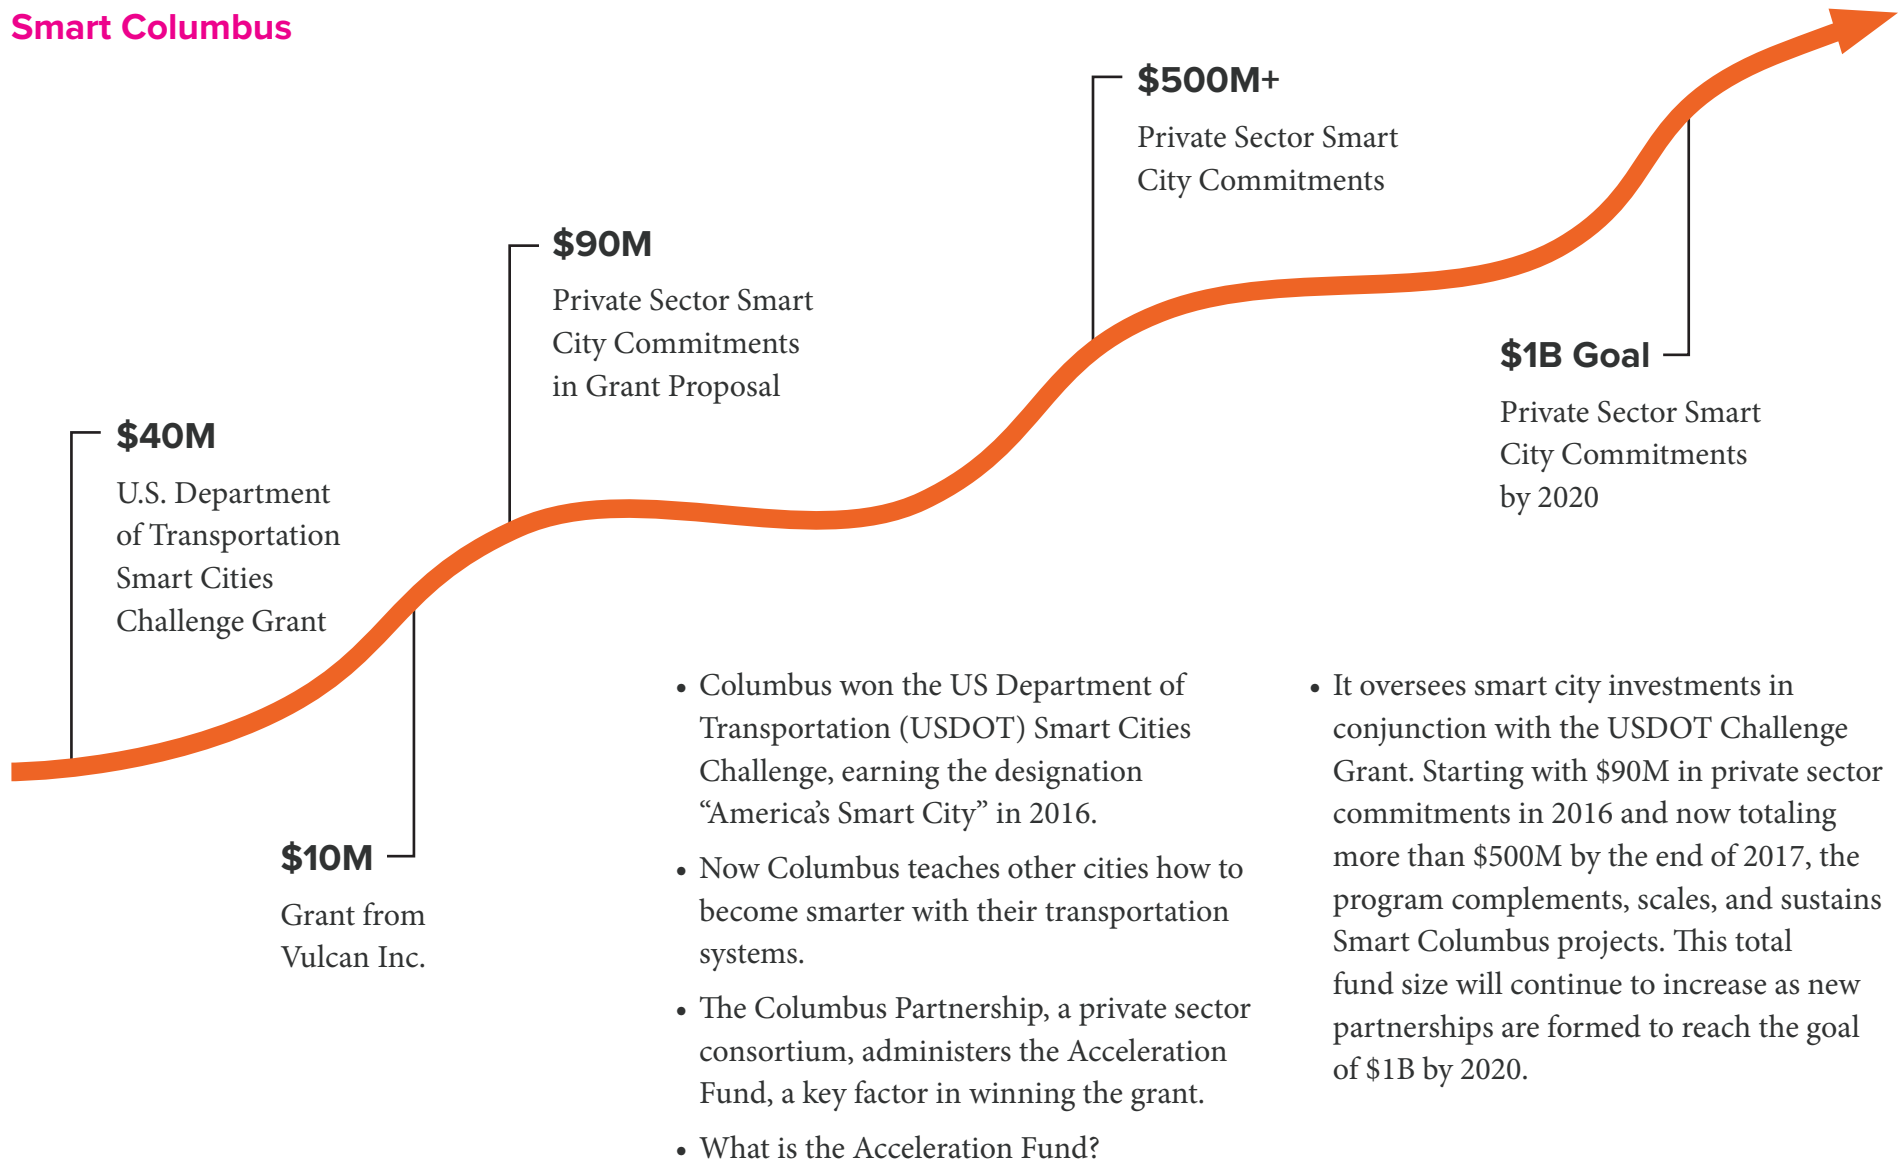 Smart Columbus
$40M
U.S. Department
of Transportation
Smart Cities
Challenge Grant
$10M
Grant from
Vulcan Inc.
$90M
Private Sector Smart
City Commitments
in Grant Proposal
$500M+
Private Sector Smart
City Commitments
$1B Goal
Private Sector Smart
City Commitments
by 2020
• Columbus won the US Department of
Transportation (USDOT) Smart Cities
Challenge, earning the designation
“America’s Smart City” in 2016.
• Now Columbus teaches other cities how to
become smarter with their transportation
systems.
• The Columbus Partnership, a private sector
consortium, administers the Acceleration
Fund, a key factor in winning the grant.
• What is the Acceleration Fund?
• It oversees smart city investments in
conjunction with the USDOT Challenge
Grant. Starting with $90M in private sector
commitments in 2016 and now totaling
more than $500M by the end of 2017, the
program complements, scales, and sustains
Smart Columbus projects. This total
fund size will continue to increase as new
partnerships are formed to reach the goal
of $1B by 2020.